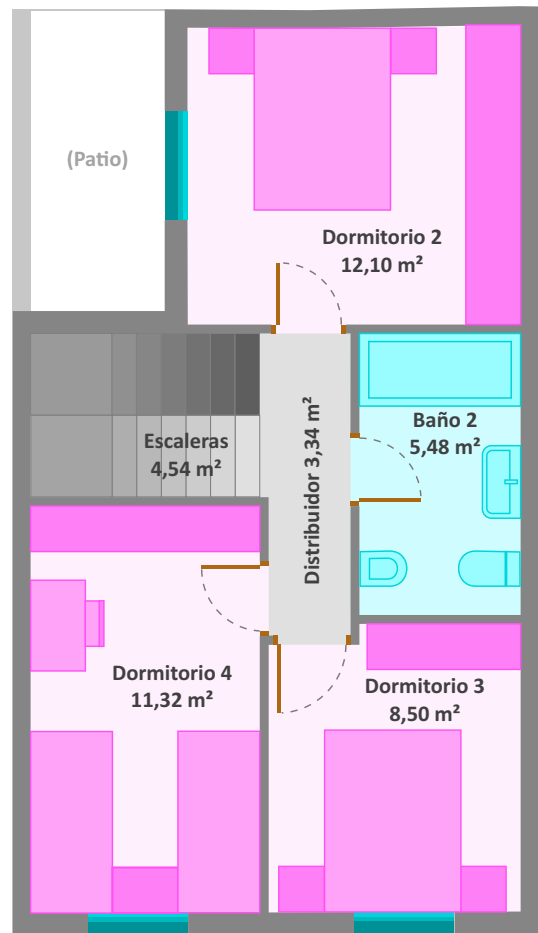 (Patio)
Dormitorio 2
12,10 m²
Escaleras
4,54 m²
Distribuidor 3,34 m²
Baño 2
5,48 m²
Dormitorio 4
11,32 m²
Dormitorio 3
8,50 m²